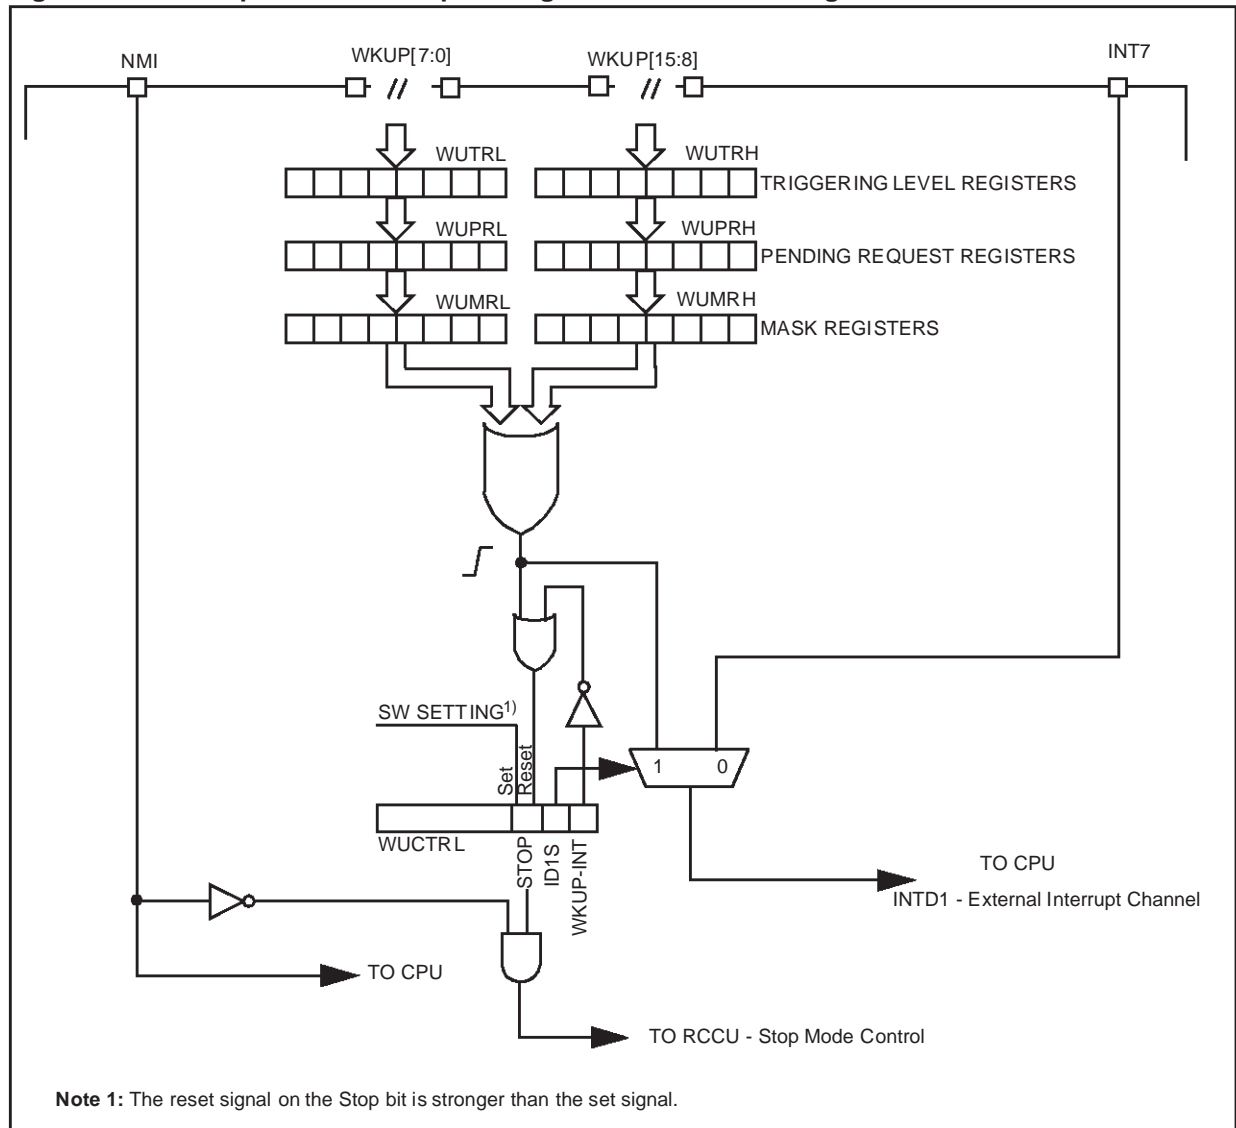 NMI
WKUP[7:0]
WKUP[15:8]
INT7
WUTRL
WUTRH
TRIGGERING LEVEL REGISTERS
WUPRL
WUPRH
PENDING REQUEST REGISTERS
WUMRL
WUMRH
MASK REGISTERS
SW SETTING1)
Set
Reset
1
0
WUCTRL
STOP
ID1S
WKUP-INT
TO CPU
INTD1 - External Interrupt Channel
TO CPU
TO RCCU - Stop Mode Control
Note 1: The reset signal on the Stop bit is stronger than the set signal.